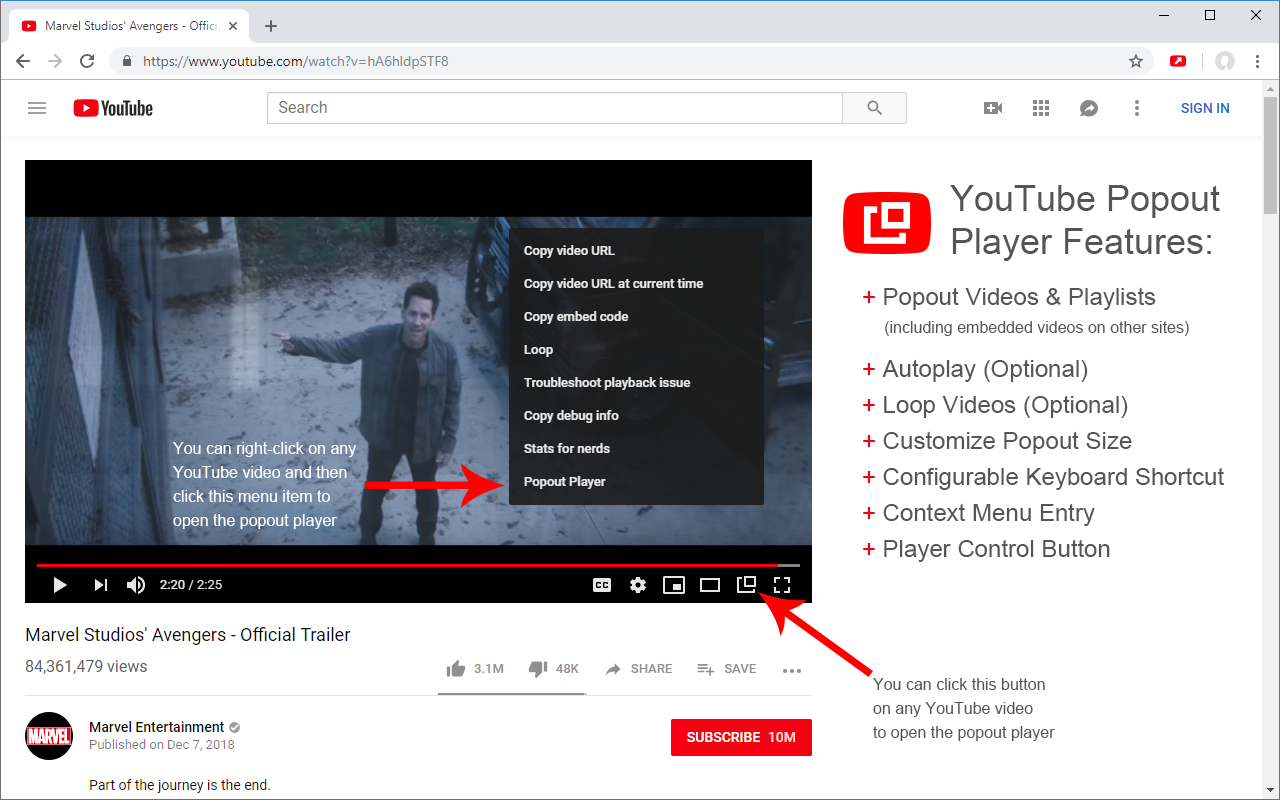 Marvel Studios' Avengers - Offici
https://www.youtube.com/watch?v=hA6hldpSTF8
YouTube
Search
SIGN IN
Copy video URL
Copy video URL at current time
Copy embed code
Loop
Troubleshoot playback issue
Copy debug info
Stats for nerds
Popout Player
You can right-click on any
YouTube video and then
click this menu item to
open the popout player
2:20 / 2:25
CC
Marvel Studios' Avengers - Official Trailer
84,361,479 views
3.1M
48K
SHARE
SAVE
MARVEL
Marvel Entertainment
Published on Dec 7, 2018
SUBSCRIBE 10M
Part of the journey is the end.
YouTube Popout
Player Features:
+ Popout Videos & Playlists
(including embedded videos on other sites)
+ Autoplay (Optional)
+ Loop Videos (Optional)
+ Customize Popout Size
+ Configurable Keyboard Shortcut
+ Context Menu Entry
+ Player Control Button
You can click this button
on any YouTube video
to open the popout player